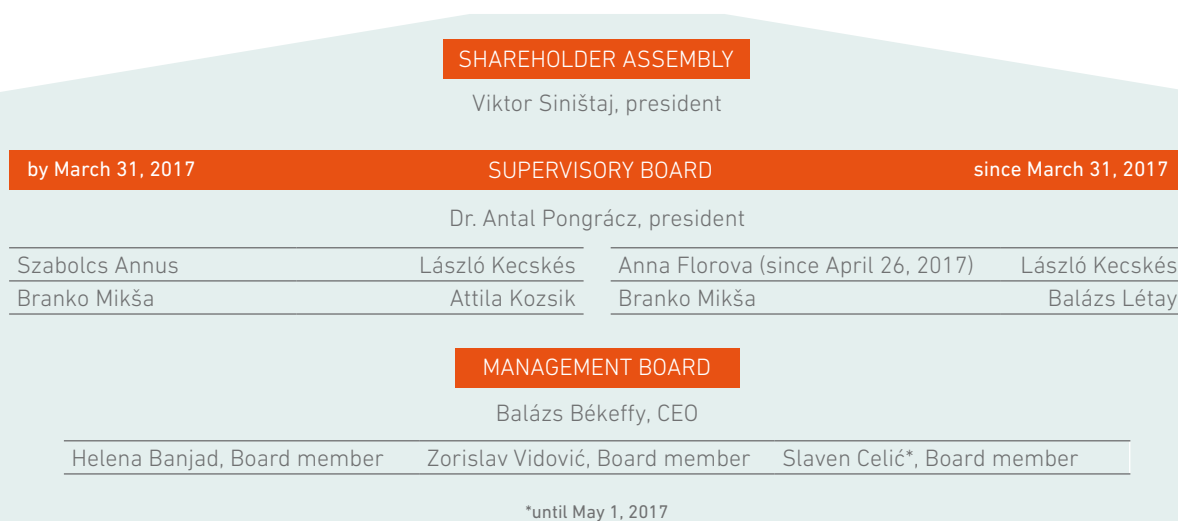 SHAREHOLDER ASSEMBLY
Viktor Siništaj, president
by March 31, 2017 SUPERVISORY BOARD since March 31, 2017
Dr. Antal Pongrácz, president
Szabolcs Annus László Kecskés Anna Florova (since April 26, 2017) László Kecskés
Branko Mikša Attila Kozsik Branko Mikša Balázs Létay
MANAGEMENT BOARD
Balázs Békeffy, CEO
Helena Banjad, Board member Zorislav Vidović, Board member Slaven Celić*, Board member
*until May 1, 2017